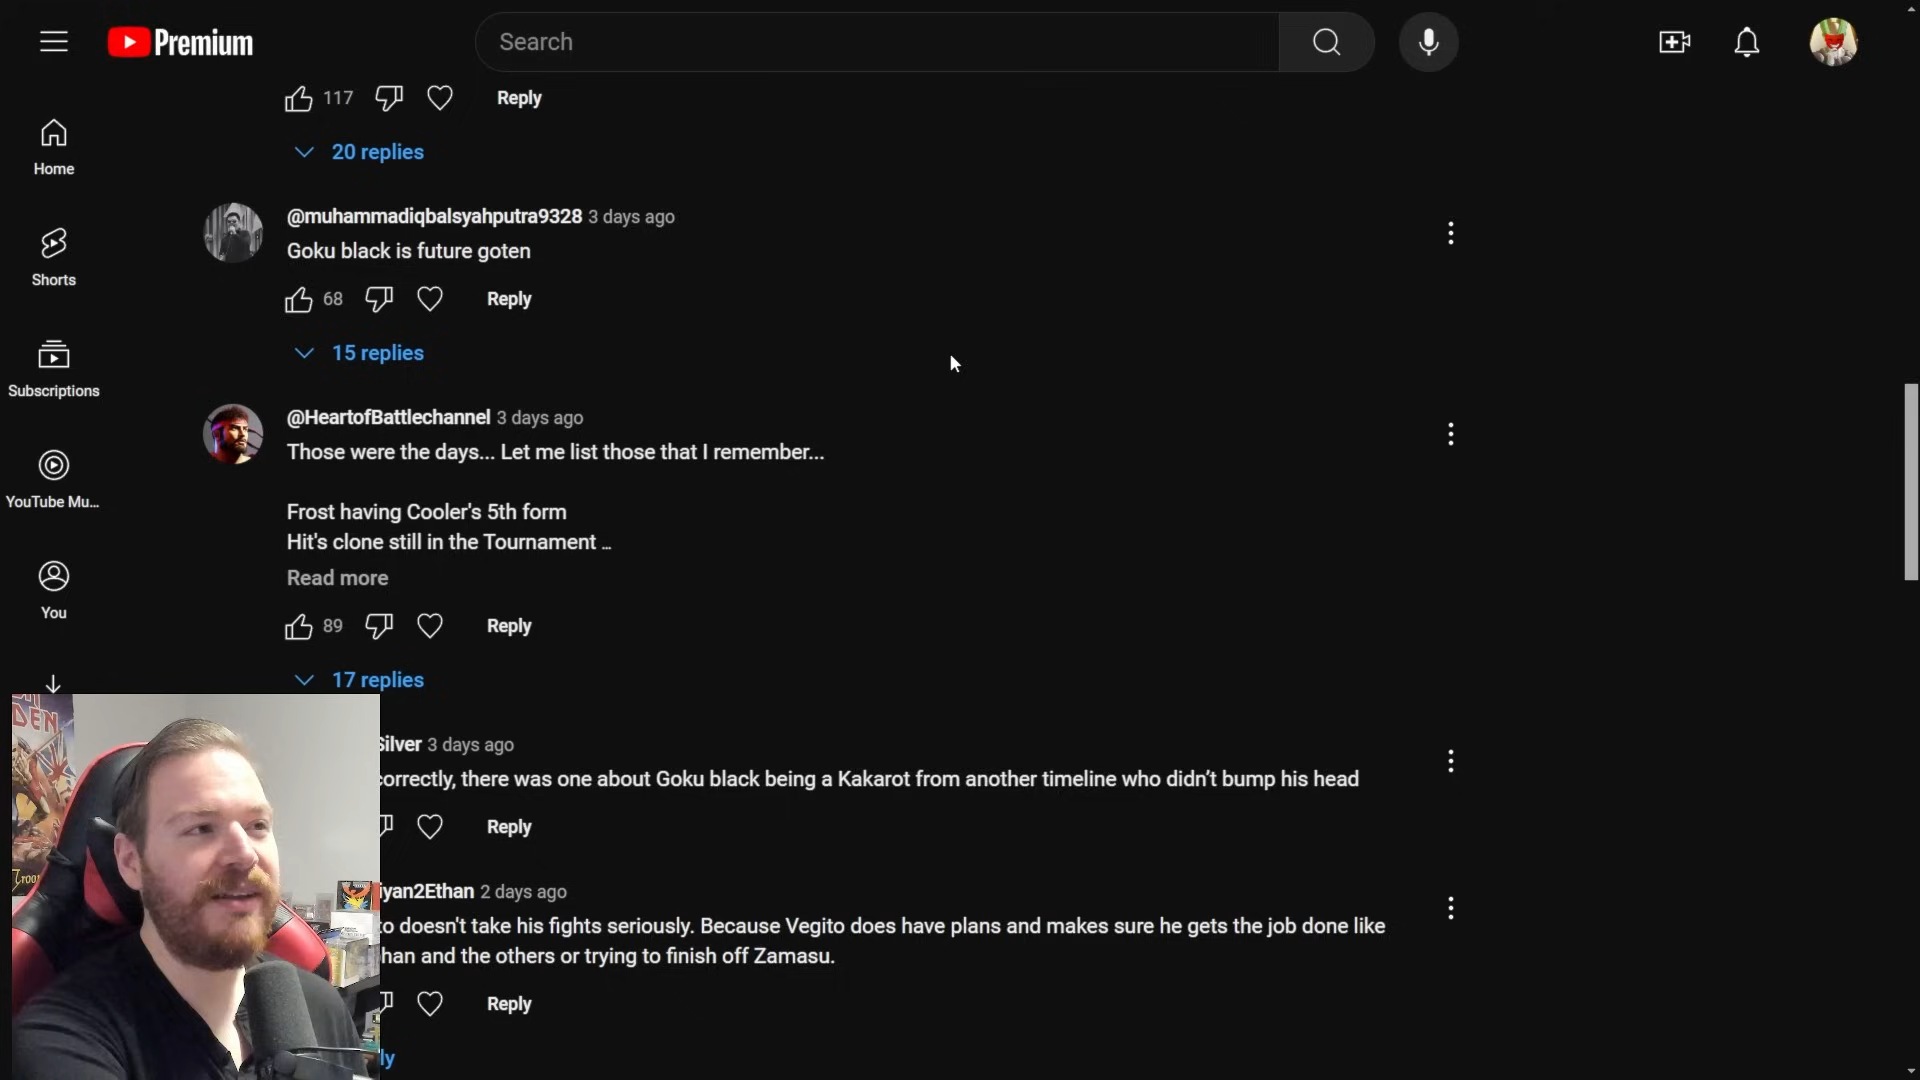 Premium
Search
117
Reply
20 replies
Home
@muhammadiqbalsyahputra9328 3 days ago
Goku black is future goten
Shorts
68
Reply
15 replies
Subscriptions
@HeartofBattlechannel 3 days ago
Those were the days... Let me list those that I remember...
YouTube Mu...
Frost having Cooler's 5th form
Hit's clone still in the Tournament ...
Read more
You
89
Reply
17 replies
DEN
Silver 3 days ago
correctly, there was one about Goku black being a Kakarot from another timeline who didn't bump his head
Reply
iyan2Ethan 2 days ago
to doesn't take his fights seriously. Because Vegito does have plans and makes sure he gets the job done like
han and the others or trying to finish off Zamasu.
Reply
ly